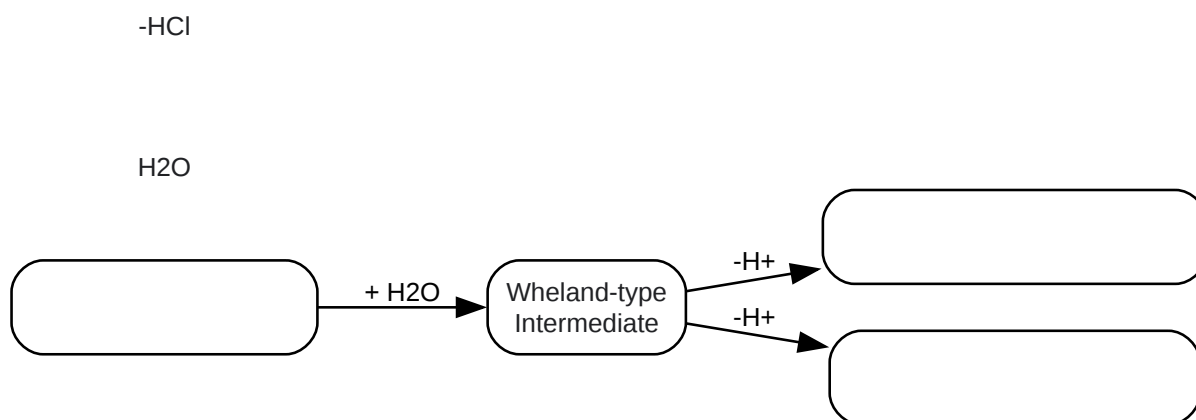 -HCl
H2O
-H+
+ H2O
Wheland-type
Intermediate
-H+